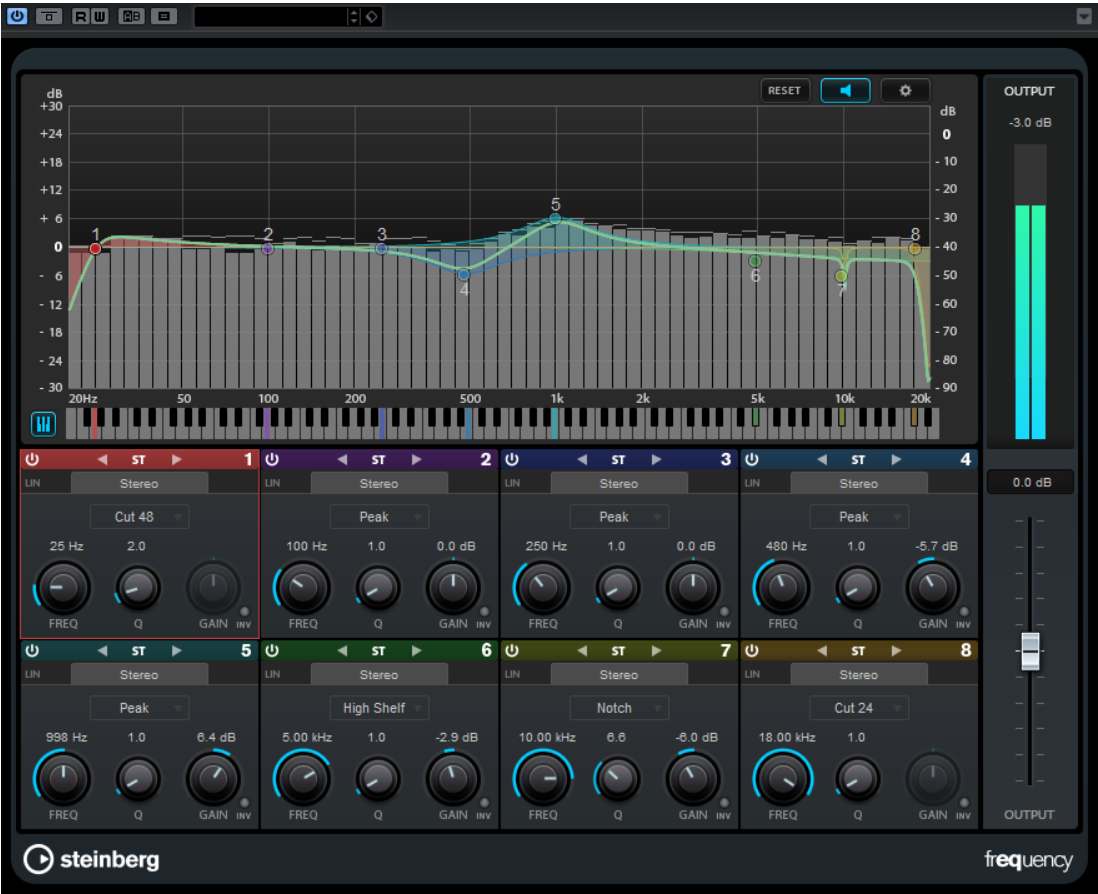 R W AB
RESET OUTPUT
dB
+30 dB -3.0 dB
+24 0
+18 - 10
+12 - 20
+ 6 - 30
0 - 40
- 6 - 50
- 12 - 60
- 18 - 70
- 24 - 80
- 30 - 90
1 2 3 4 5 6 7 8
20Hz 50 100 200 500 1k 2k 5k 10k 20k
ST 1 ST 2 ST 3 ST 4
LIN Stereo LIN Stereo LIN Stereo LIN Stereo
0.0 dB
Cut 48 Peak Peak Peak
25 Hz 2.0 100 Hz 1.0 0.0 dB 250 Hz 1.0 0.0 dB 480 Hz 1.0 -5.7 dB
FREQ Q GAIN INV FREQ Q GAIN INV FREQ Q GAIN INV FREQ Q GAIN INV
ST 5 ST 6 ST 7 ST 8
LIN Stereo LIN Stereo LIN Stereo LIN Stereo
Peak High Shelf Notch Cut 24
998 Hz 1.0 6.4 dB 5.00 kHz 1.0 -2.9 dB 10.00 kHz 6.6 -6.0 dB 18.00 kHz 1.0
FREQ Q GAIN INV FREQ Q GAIN INV FREQ Q GAIN INV FREQ Q GAIN INV
OUTPUT
steinberg frequency